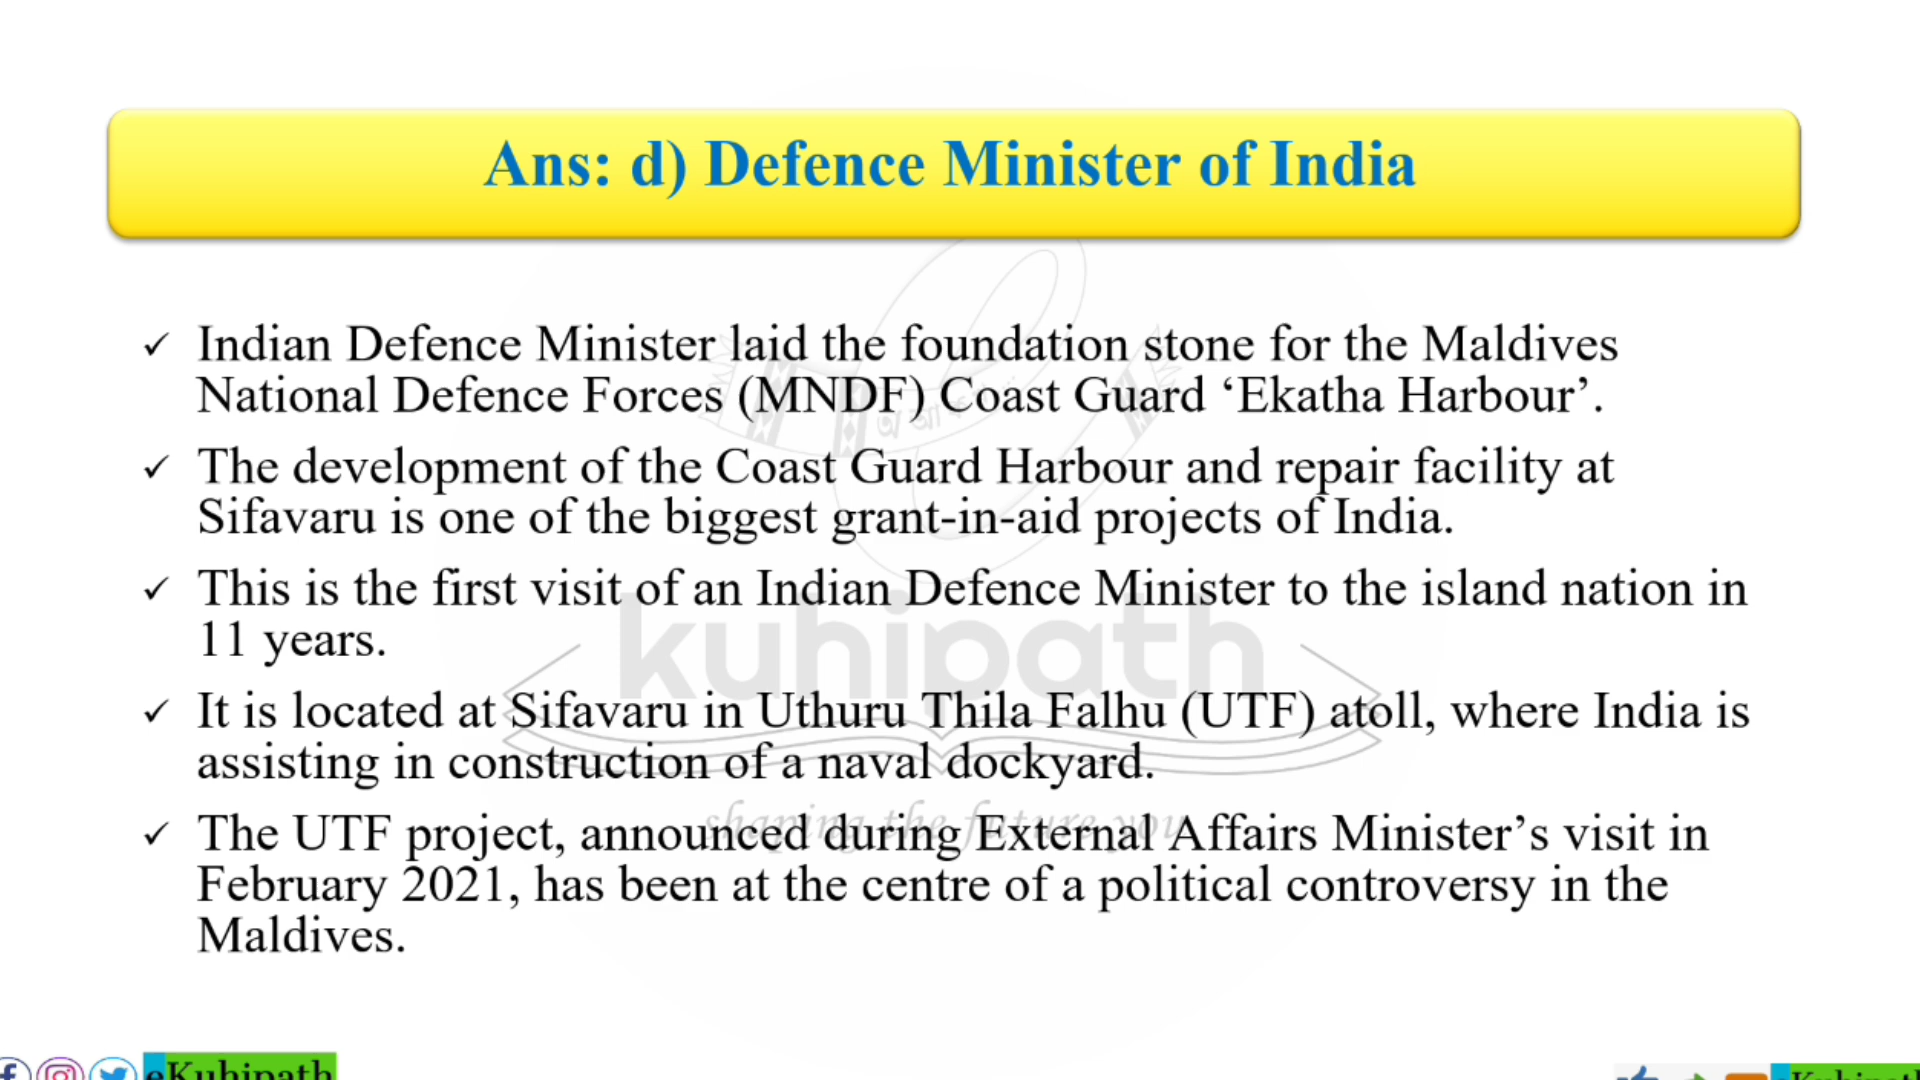 Ans: d) Defence Minister of India
✓ Indian Defence Minister laid the foundation stone for the Maldives
National Defence Forces (MNDF) Coast Guard ‘Ekatha Harbour’.
✓ The development of the Coast Guard Harbour and repair facility at
Sifavaru is one of the biggest grant-in-aid projects of India.
✓ This is the first visit of an Indian Defence Minister to the island nation in
11 years.
✓ It is located at Sifavaru in Uthuru Thila Falhu (UTF) atoll, where India is
assisting in construction of a naval dockyard.
✓ The UTF project, announced during External Affairs Minister’s visit in
February 2021, has been at the centre of a political controversy in the
Maldives.
kuhipath
shaping the future you
eKuhipath